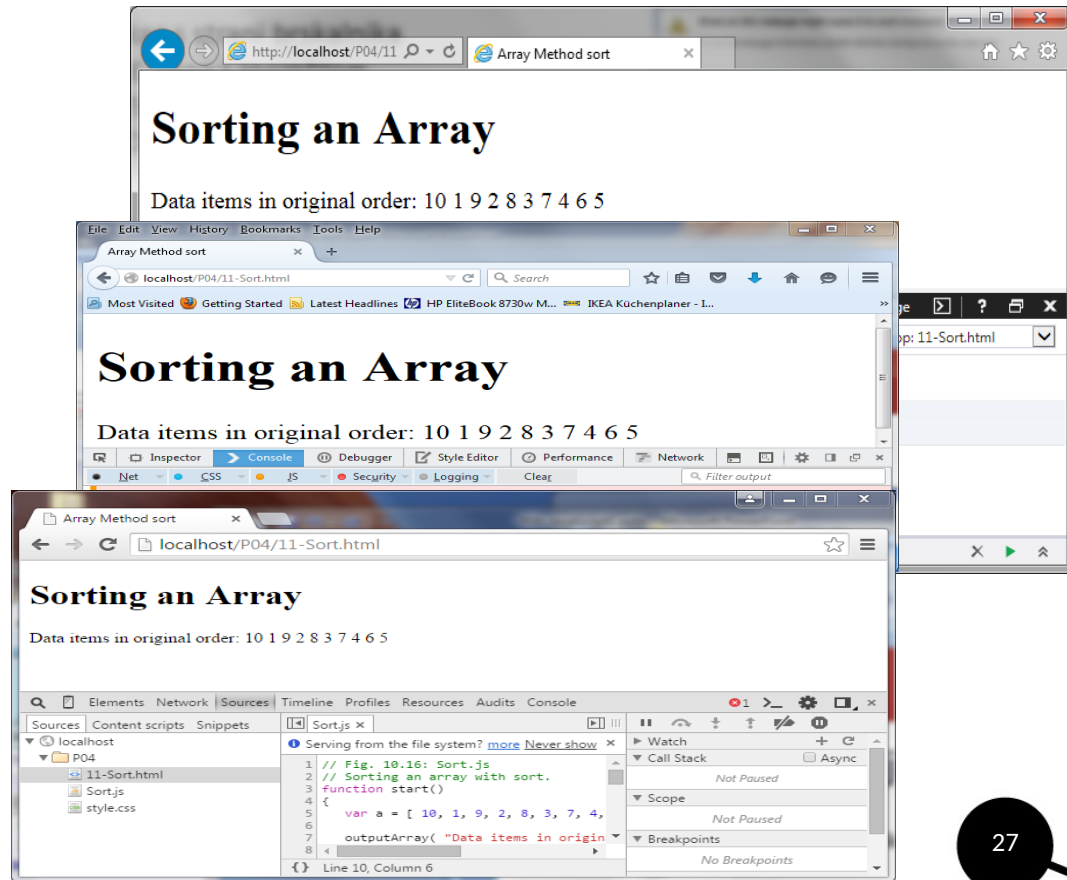 http://localhost/P04/11
Array Method sort
Sorting an Array
Data items in original order: 10 1 9 2 8 3 7 4 6 5
?
11-Sort.html
File Edit View History Bookmarks Tools Help
Array Method sort
localhost/P04/11-Sort.html
Search
Most Visited Getting Started Latest Headlines HP EliteBook 8730w M... IKEA Küchenplaner - I...
Sorting an Array
Data items in original order: 10 1 9 2 8 3 7 4 6 5
Inspector Console Debugger Style Editor Performance Network
Net CSS JS Security Logging Clear Filter output
Array Method sort
localhost/P04/11-Sort.html
Sorting an Array
Data items in original order: 10 1 9 2 8 3 7 4 6 5
Elements Network Sources Timeline Profiles Resources Audits Console 1
Sources Content scripts Snippets
localhost
P04
11-Sort.html
Sort.js
style.css
Sort.js
Serving from the file system? more Never show
1 // Fig. 10.16: Sort.js
2 // Sorting an array with sort.
3 function start()
4 {
5 var a = [ 10, 1, 9, 2, 8, 3, 7, 4,
6
7 outputArray( "Data items in origin
8
{} Line 10, Column 6
Watch
Call Stack Async
Not Paused
Scope
Not Paused
Breakpoints
No Breakpoints
27